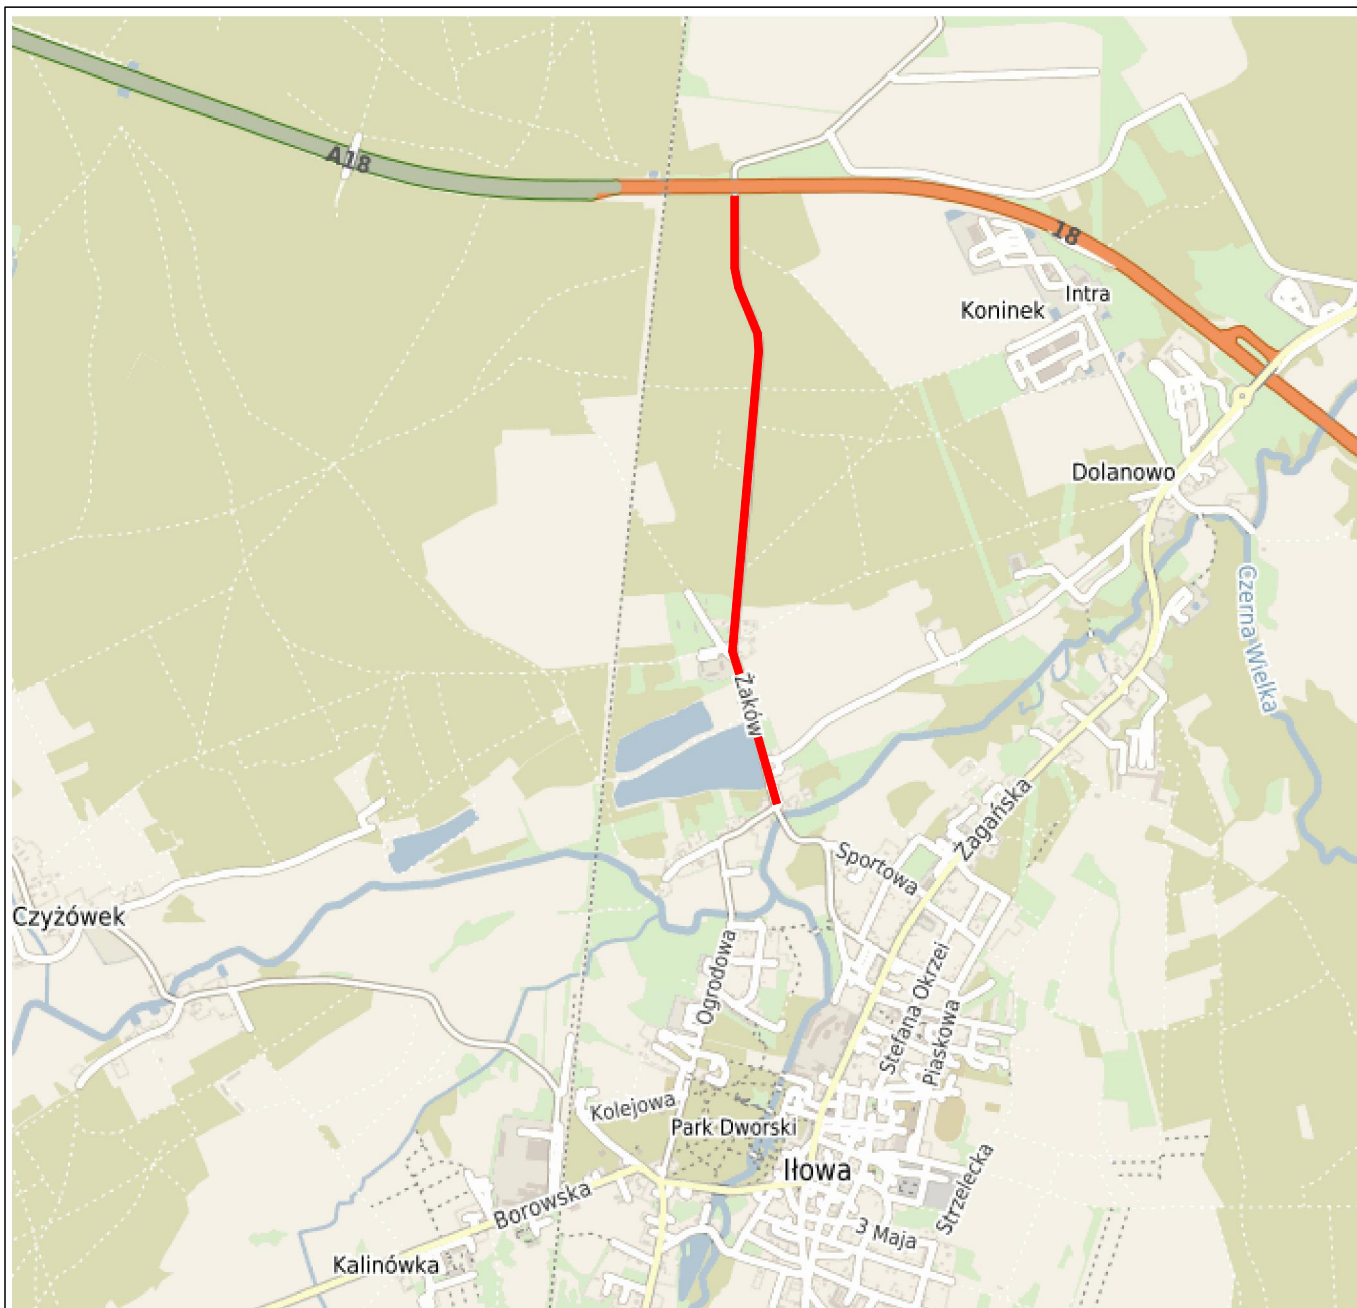 A18
18
Intra
Koninek
Dolanowo
Czerna Wielka
Żaków
Żagańska
Sportowa
Czyżówek
Ogrodowa
Stefana Okrzei
Piaskowa
Kolejowa
Park Dworski
Iłowa
Strzelecka
Borowska
3 Maja
Kalinówka